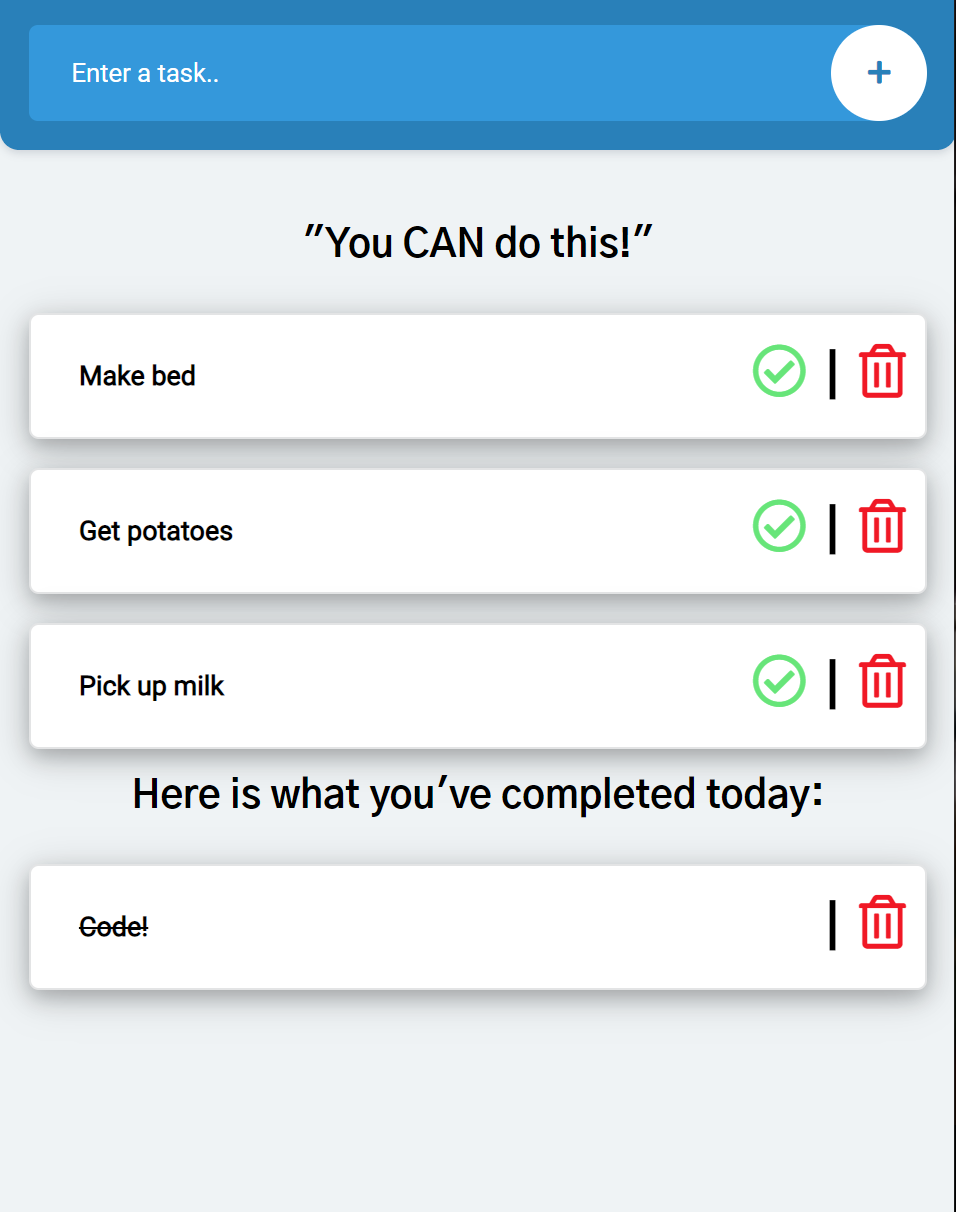 Enter a task..
"You CAN do this!"
Make bed
Get potatoes
Pick up milk
Here is what you've completed today:
Code!